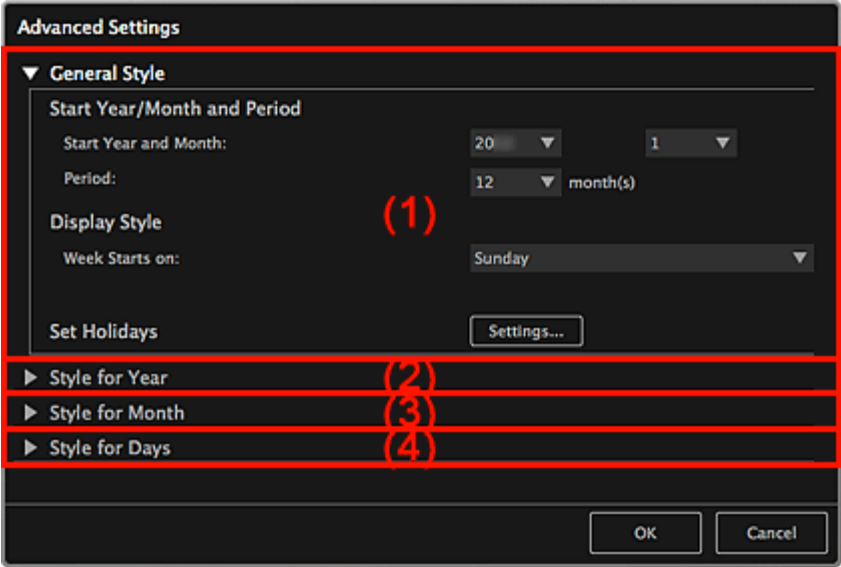 Advanced Settings
General Style
Start Year/Month and Period
Start Year and Month: 20 1
Period: 12 month(s)
(1)
Display Style
Week Starts on: Sunday
Set Holidays Settings...
Style for Year (2)
Style for Month (3)
Style for Days (4)
OK Cancel